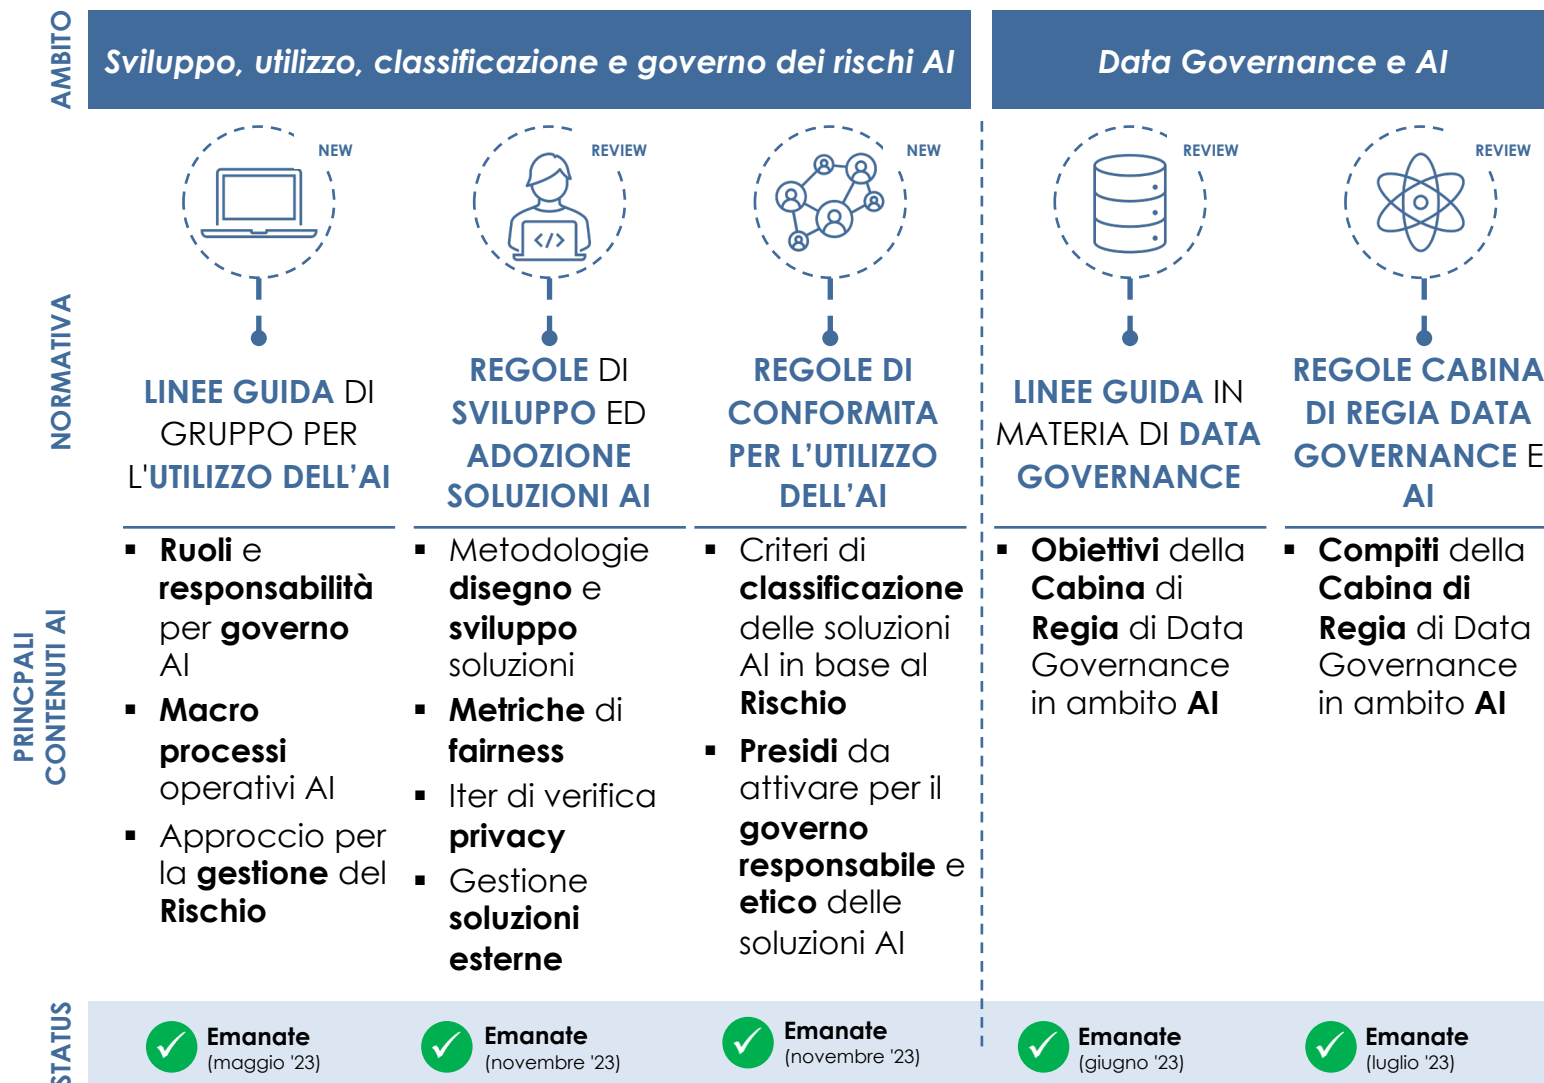 AMBITO
Sviluppo, utilizzo, classificazione e governo dei rischi AI
Data Governance e AI
NORMATIVA
NEW
LINEE GUIDA DI
GRUPPO PER
L'UTILIZZO DELL’AI
REVIEW
</>
REGOLE DI
SVILUPPO ED
ADOZIONE
SOLUZIONI AI
NEW
REGOLE DI
CONFORMITA
PER L’UTILIZZO
DELL’AI
REVIEW
LINEE GUIDA IN
MATERIA DI DATA
GOVERNANCE
REVIEW
REGOLE CABINA
DI REGIA DATA
GOVERNANCE E
AI
PRINCPALI
CONTENUTI AI
▪ Ruoli e
responsabilità
per governo
AI
▪ Macro
processi
operativi AI
▪ Approccio per
la gestione del
Rischio
▪ Metodologie
disegno e
sviluppo
soluzioni
▪ Metriche di
fairness
▪ Iter di verifica
privacy
▪ Gestione
soluzioni
esterne
▪ Criteri di
classificazione
delle soluzioni
AI in base al
Rischio
▪ Presidi da
attivare per il
governo
responsabile e
etico delle
soluzioni AI
▪ Obiettivi della
Cabina di
Regia di Data
Governance
in ambito AI
▪ Compiti della
Cabina di
Regia di Data
Governance
in ambito AI
STATUS
Emanate
(maggio '23)
Emanate
(novembre '23)
Emanate
(novembre '23)
Emanate
(giugno '23)
Emanate
(luglio '23)